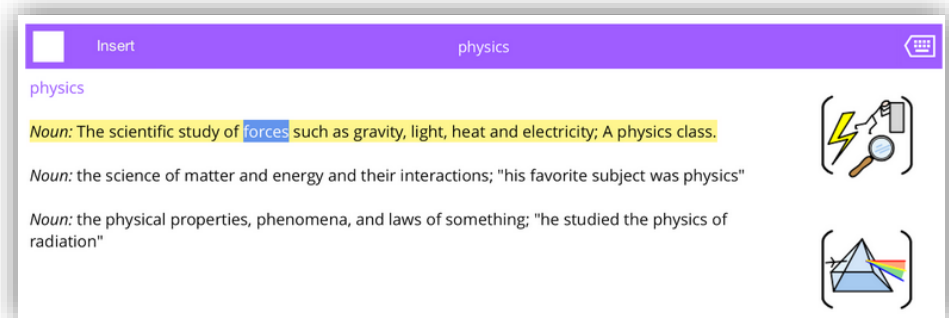 Insert
physics
physics
Noun: The scientific study of forces such as gravity, light, heat and electricity; A physics class.
Noun: the science of matter and energy and their interactions; "his favorite subject was physics"
Noun: the physical properties, phenomena, and laws of something; "he studied the physics of
radiation"